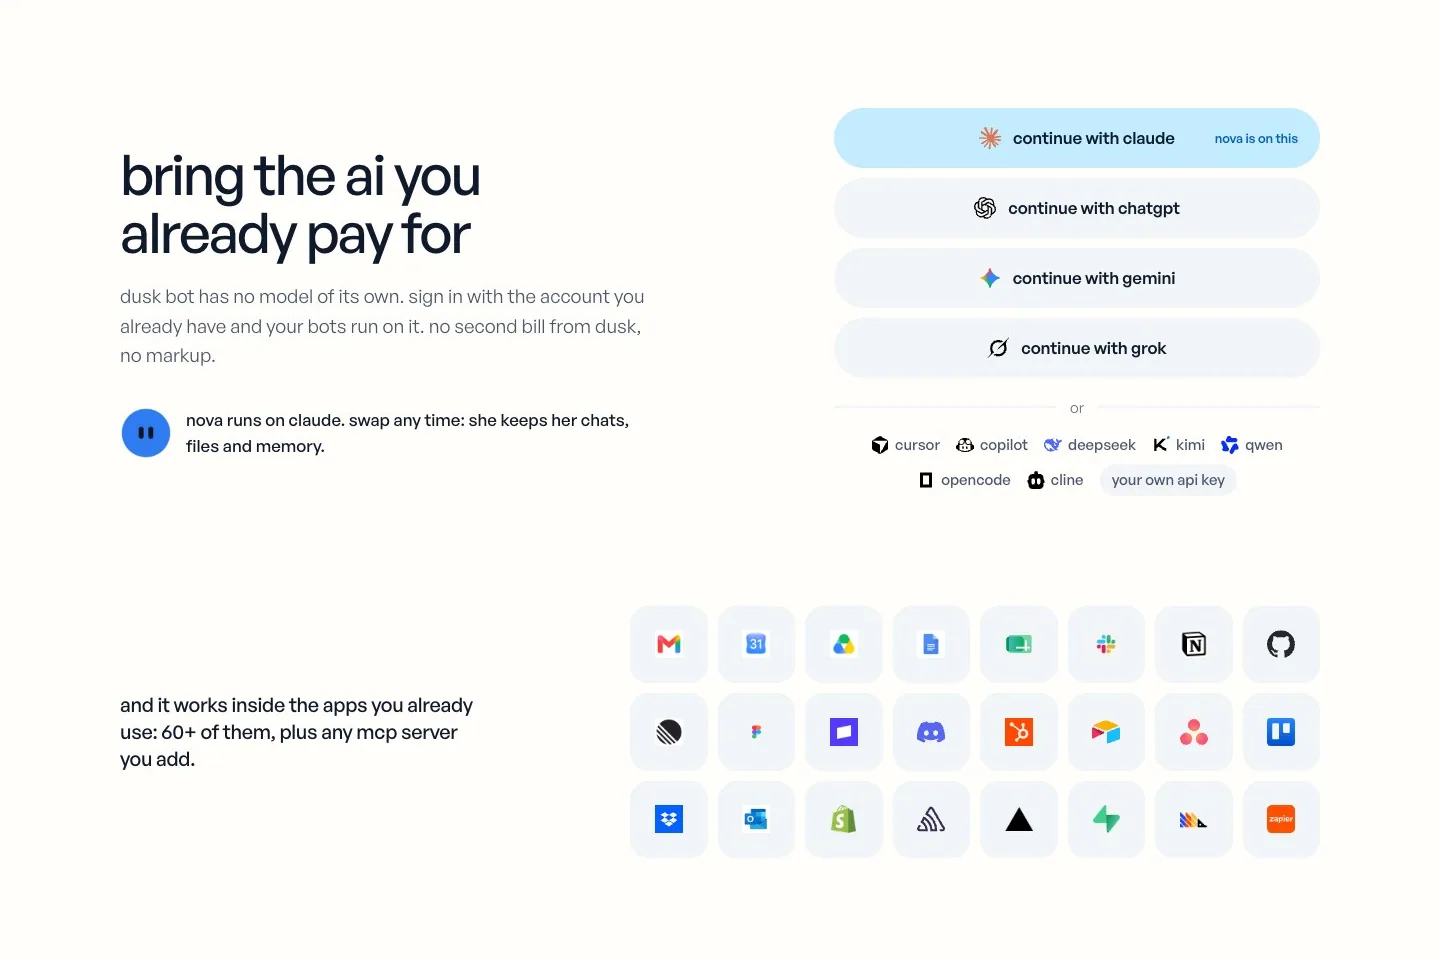 bring the ai you
already pay for
dusk bot has no model of its own. sign in with the account you
already have and your bots run on it. no second bill from dusk,
no markup.
nova runs on claude. swap any time: she keeps her chats,
files and memory.
continue with claude
nova is on this
continue with chatgpt
continue with gemini
continue with grok
or
cursor copilot deepseek kimi qwen
opencode cline your own api key
and it works inside the apps you already
use: 60+ of them, plus any mcp server
you add.
31
N
O
S
zapier